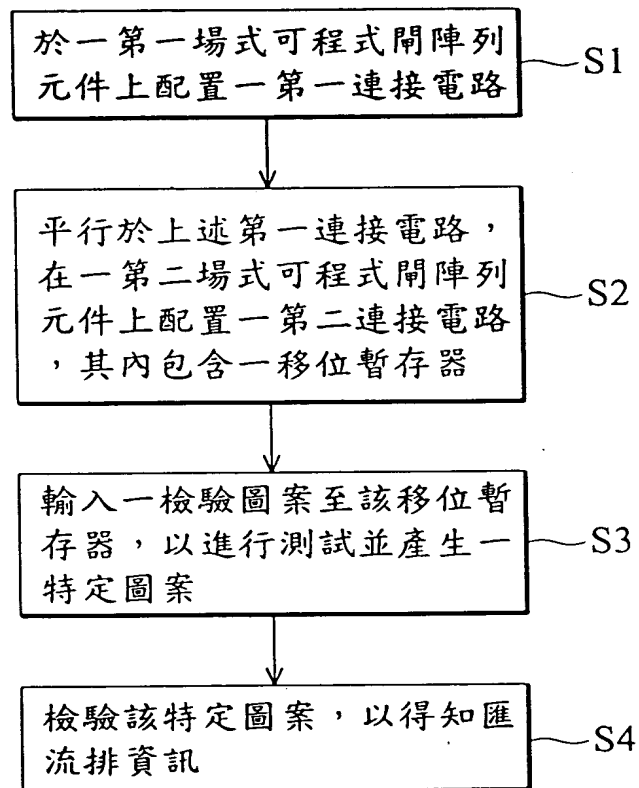 於一第一場式可程式閘陣列
元件上配置一第一連接電路
S1
平行於上述第一連接電路，
在一第二場式可程式閘陣列
元件上配置一第二連接電路
，其內包含一移位暫存器
S2
輸入一檢驗圖案至該移位暫
存器，以進行測試並產生一
特定圖案
S3
檢驗該特定圖案，以得知匯
流排資訊
S4